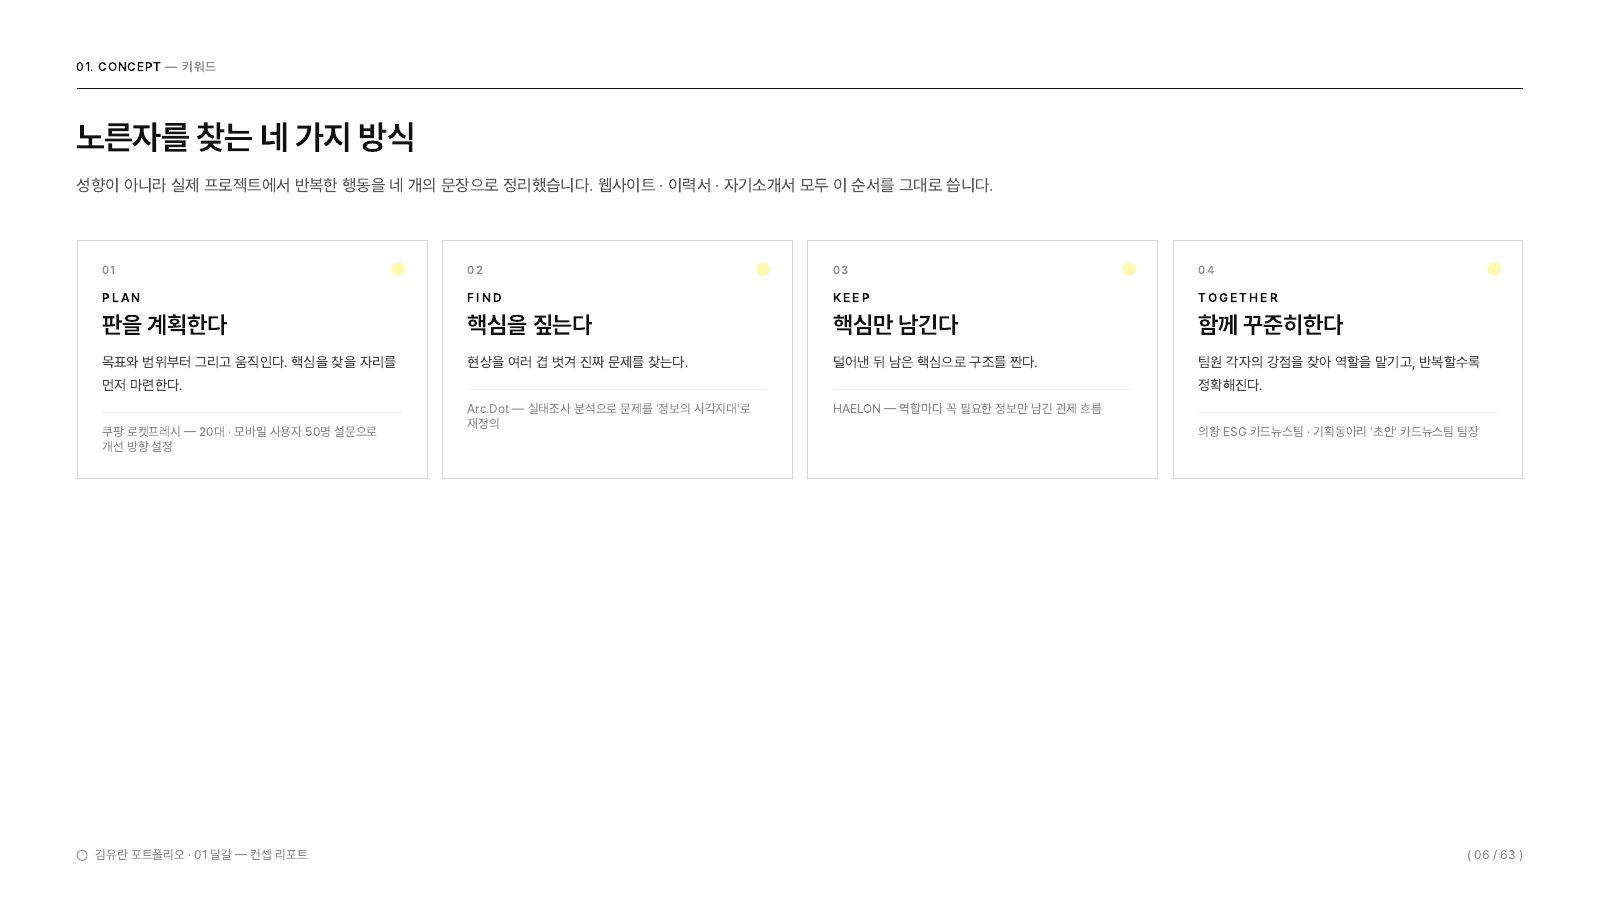 01. CONCEPT — 키워드
노른자를 찾는 네 가지 방식
성향이 아니라 실제 프로젝트에서 반복한 행동을 네 개의 문장으로 정리했습니다. 웹사이트 · 이력서 · 자기소개서 모두 이 순서를 그대로 씁니다.
01
PLAN
판을 계획한다
목표와 범위부터 그리고 움직인다. 핵심을 찾을 자리를
먼저 마련한다.
쿠팡 로켓프레시 — 20대 · 모바일 사용자 50명 설문으로
개선 방향 설정
02
FIND
핵심을 짚는다
현상을 여러 겹 벗겨 진짜 문제를 찾는다.
Arc.Dot — 실태조사 분석으로 문제를 '정보의 사각지대'로
재정의
03
KEEP
핵심만 남긴다
덜어낸 뒤 남은 핵심으로 구조를 짠다.
HAELON — 역할마다 꼭 필요한 정보만 남긴 관제 흐름
04
TOGETHER
함께 꾸준히한다
팀원 각자의 강점을 찾아 역할을 맡기고, 반복할수록
정확해진다.
의왕 ESG 카드뉴스팀 · 기획동아리 '초안' 카드뉴스팀 팀장
김유란 포트폴리오 · 01 달걀 — 컨셉 리포트
( 06 / 63 )